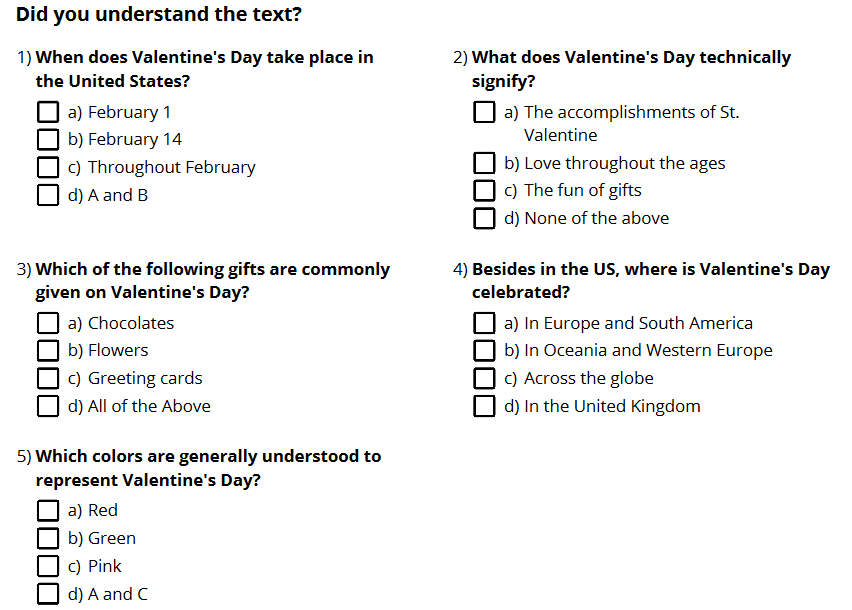 Did you understand the text?
1) When does Valentine's Day take place in
the United States?
a) February 1
b) February 14
c) Throughout February
d) A and B
2) What does Valentine's Day technically
signify?
a) The accomplishments of St.
Valentine
b) Love throughout the ages
c) The fun of gifts
d) None of the above
3) Which of the following gifts are commonly
given on Valentine's Day?
a) Chocolates
b) Flowers
c) Greeting cards
d) All of the Above
4) Besides in the US, where is Valentine's Day
celebrated?
a) In Europe and South America
b) In Oceania and Western Europe
c) Across the globe
d) In the United Kingdom
5) Which colors are generally understood to
represent Valentine's Day?
a) Red
b) Green
c) Pink
d) A and C